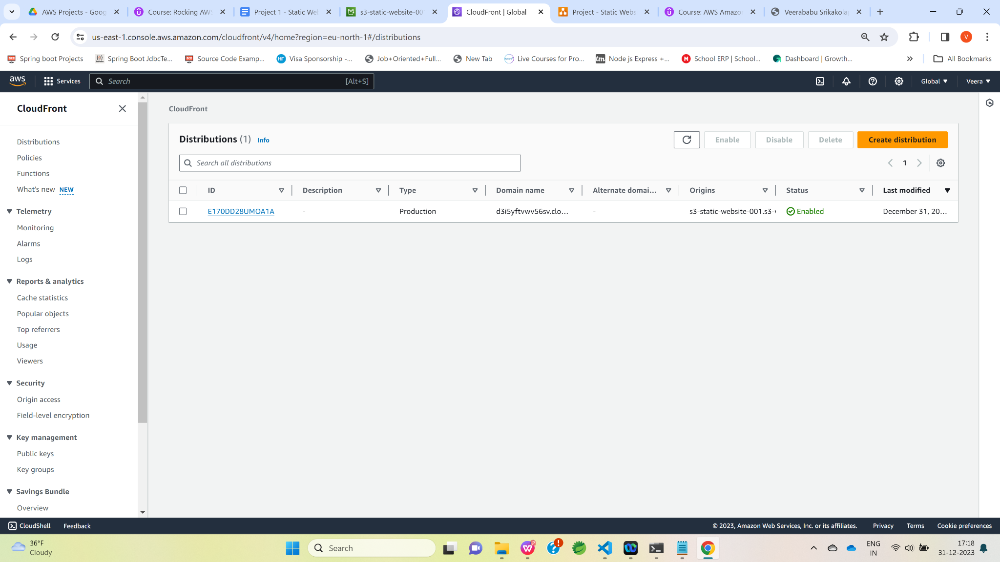 AWS Projects - Goog
Course: Rocking AWS
Project 1 - Static Web
s3-static-website-001
CloudFront | Global
Project - Static Webs
Course: AWS Amazon
Veerababu Srikakolap
us-east-1.console.aws.amazon.com/cloudfront/v4/home?region=eu-north-1#/distributions
V
Spring boot Projects
Spring Boot JdbcTe...
Source Code Examp...
Visa Sponsorship -...
Job+Oriented+Full...
New Tab
Live Courses for Pro...
Node js Express +...
School ERP | School...
Dashboard | Growth...
All Bookmarks
aws
Services
Search
[Alt+S]
Global
Veera
CloudFront
Distributions
Policies
Functions
What's new NEW
Telemetry
Monitoring
Alarms
Logs
Reports & analytics
Cache statistics
Popular objects
Top referrers
Usage
Viewers
Security
Origin access
Field-level encryption
Key management
Public keys
Key groups
Savings Bundle
Overview
CloudFront
Distributions (1) Info
Enable
Disable
Delete
Create distribution
Search all distributions
1
ID
Description
Type
Domain name
Alternate domai...
Origins
Status
Last modified
E170DD28UMOA1A
-
Production
d3i5yftvwv56sv.clo...
-
s3-static-website-001.s3-w
Enabled
December 31, 20...
CloudShell
Feedback
© 2023, Amazon Web Services, Inc. or its affiliates.
Privacy
Terms
Cookie preferences
36°F
Cloudy
Search
ENG
IN
17:18
31-12-2023